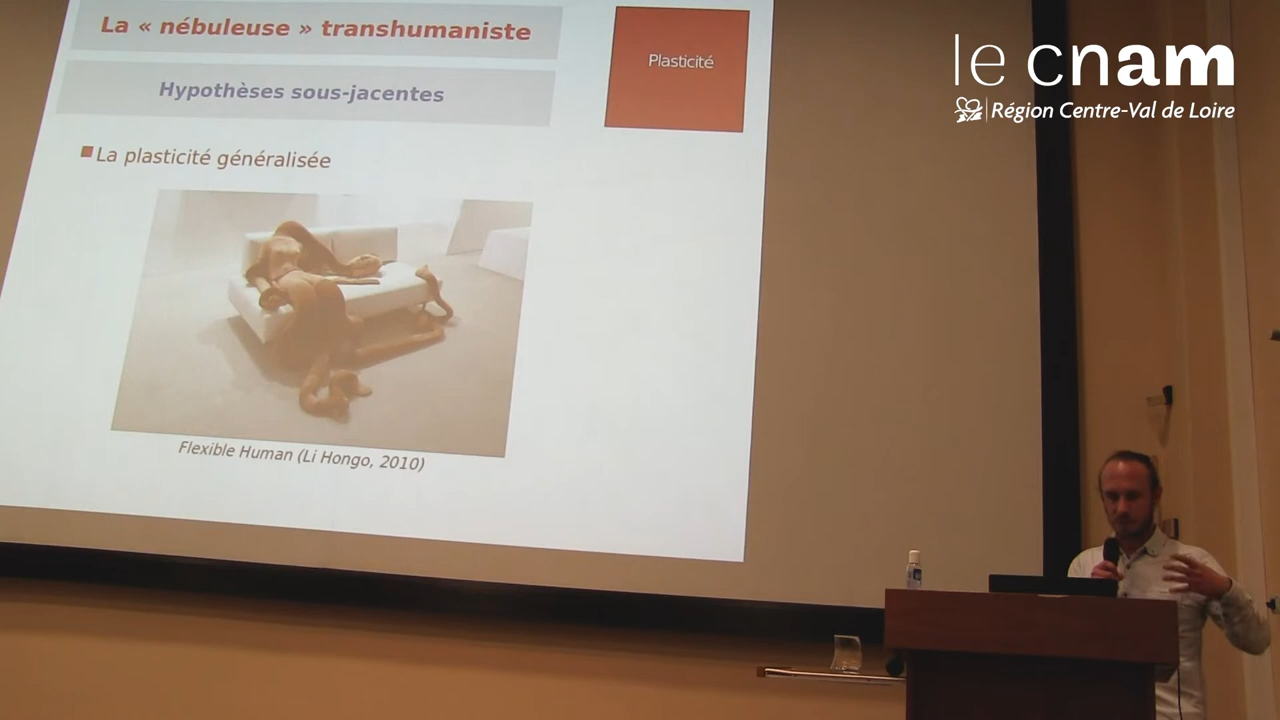 La « nébuleuse » transhumaniste
Plasticité
Hypothèses sous-jacentes
La plasticité généralisée
Flexible Human (Li Hongo, 2010)
le cnam
Région Centre-Val de Loire